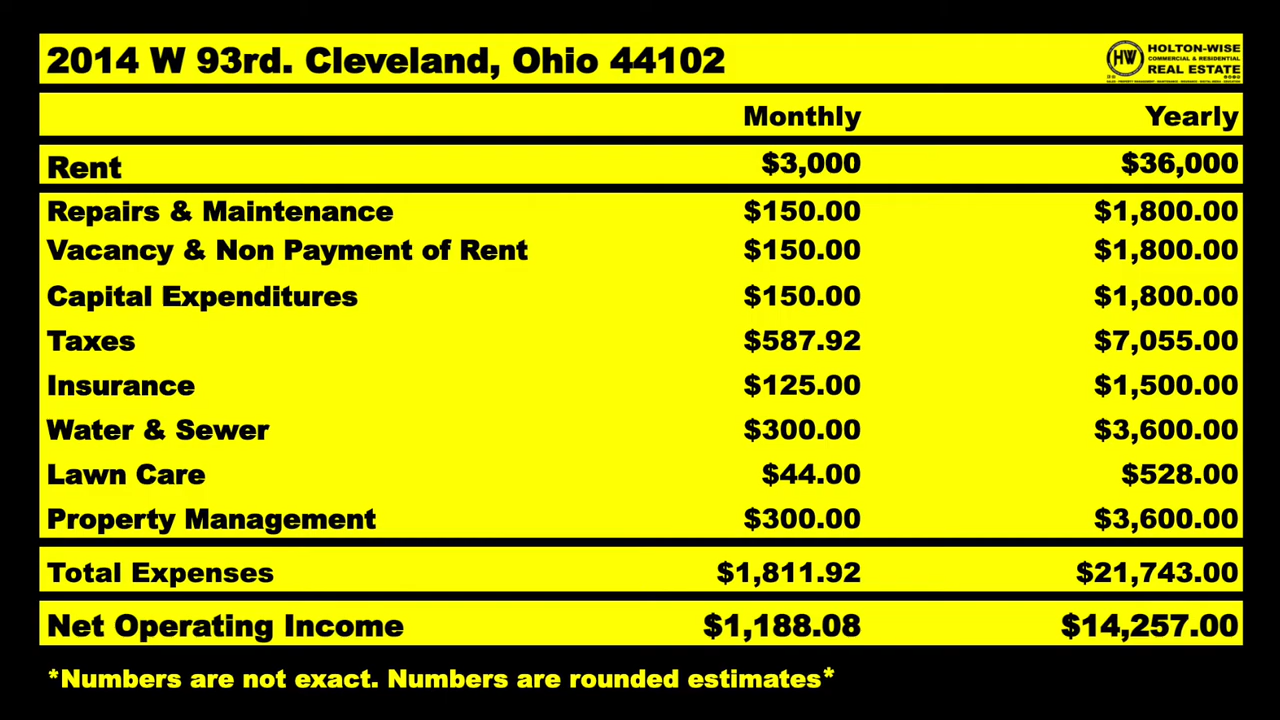 2014 W 93rd. Cleveland, Ohio 44102
HW
HOLTON-WISE
COMMERCIAL & RESIDENTIAL
REAL ESTATE
Monthly Yearly
Rent $3,000 $36,000
Repairs & Maintenance $150.00 $1,800.00
Vacancy & Non Payment of Rent $150.00 $1,800.00
Capital Expenditures $150.00 $1,800.00
Taxes $587.92 $7,055.00
Insurance $125.00 $1,500.00
Water & Sewer $300.00 $3,600.00
Lawn Care $44.00 $528.00
Property Management $300.00 $3,600.00
Total Expenses $1,811.92 $21,743.00
Net Operating Income $1,188.08 $14,257.00
*Numbers are not exact. Numbers are rounded estimates*